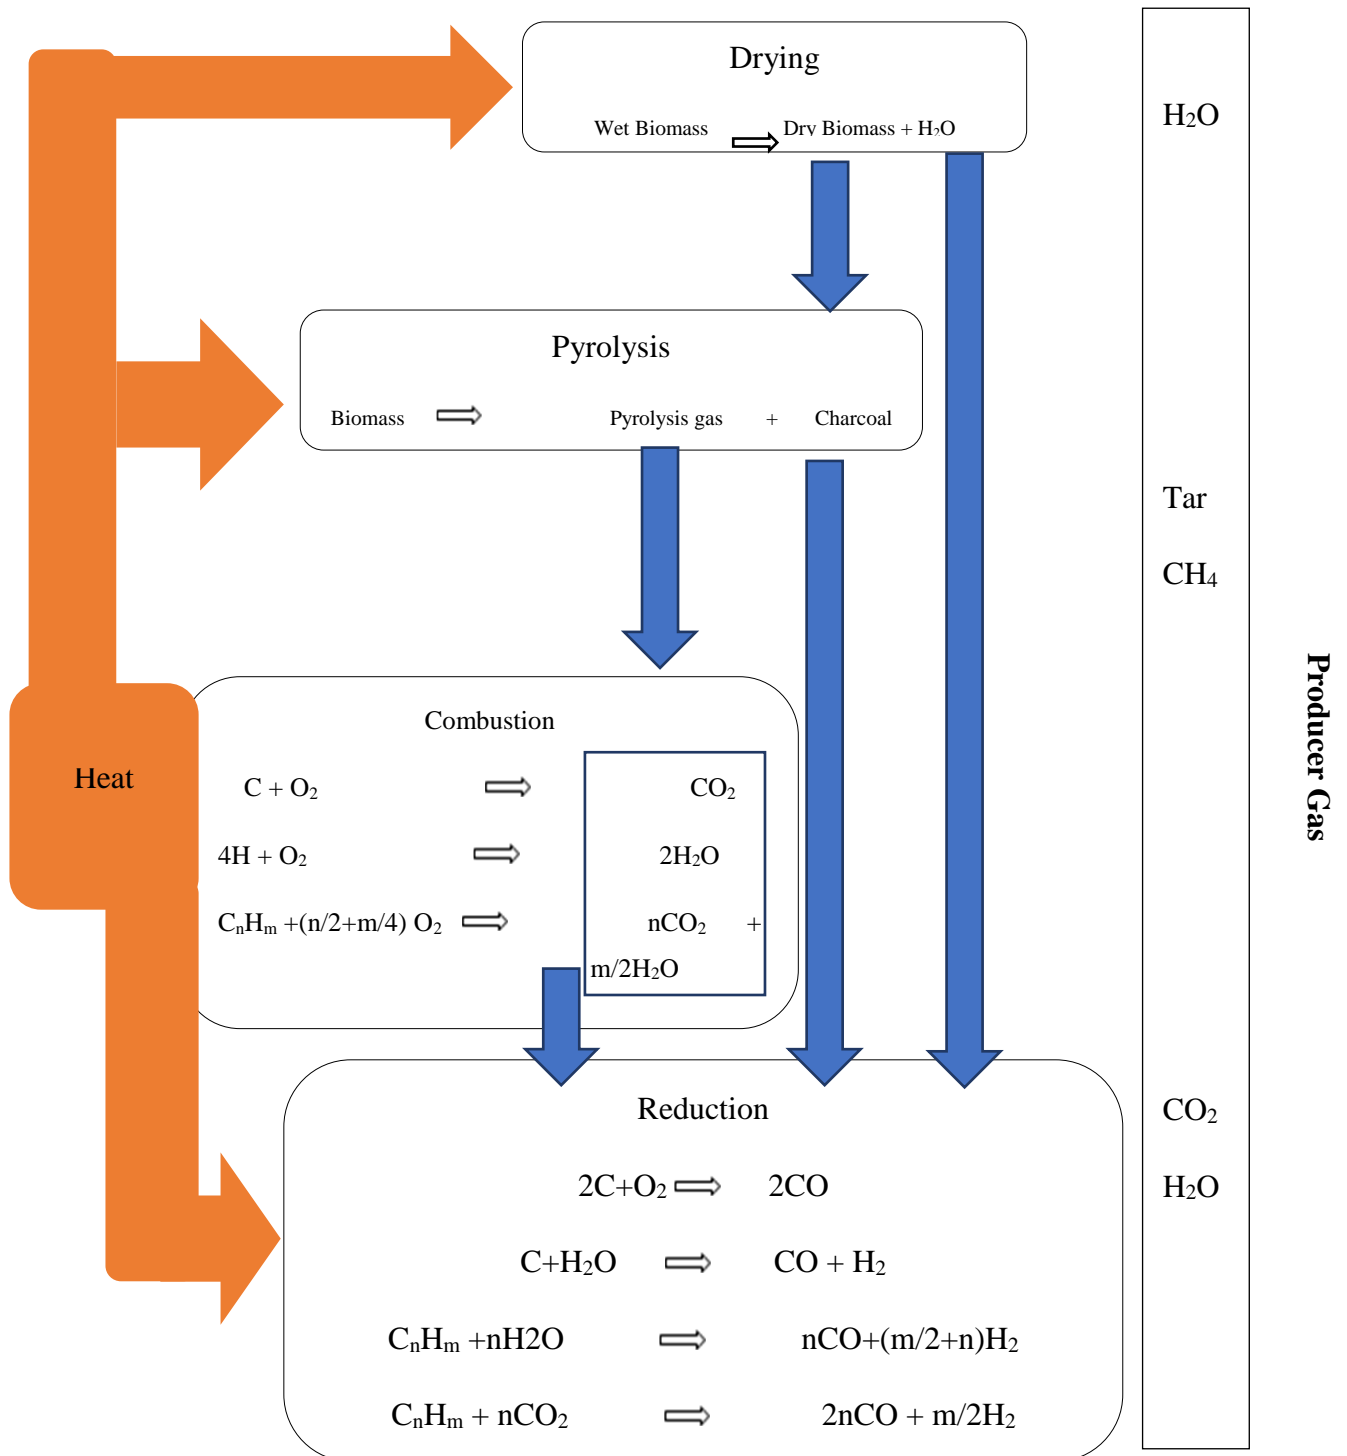 Drying
Wet Biomass Dry Biomass + H₂O
H₂O
Pyrolysis
Biomass Pyrolysis gas + Charcoal
Tar
CH₄
Producer Gas
Heat
Combustion
C + O₂ CO₂
4H + O₂ 2H₂O
CₙHₘ +(n/2+m/4) O₂ nCO₂ +
m/2H₂O
Reduction
CO₂
2C+O₂ 2CO
H₂O
C+H₂O CO + H₂
CₙHₘ +nH2O nCO+(m/2+n)H₂
CₙHₘ + nCO₂ 2nCO + m/2H₂